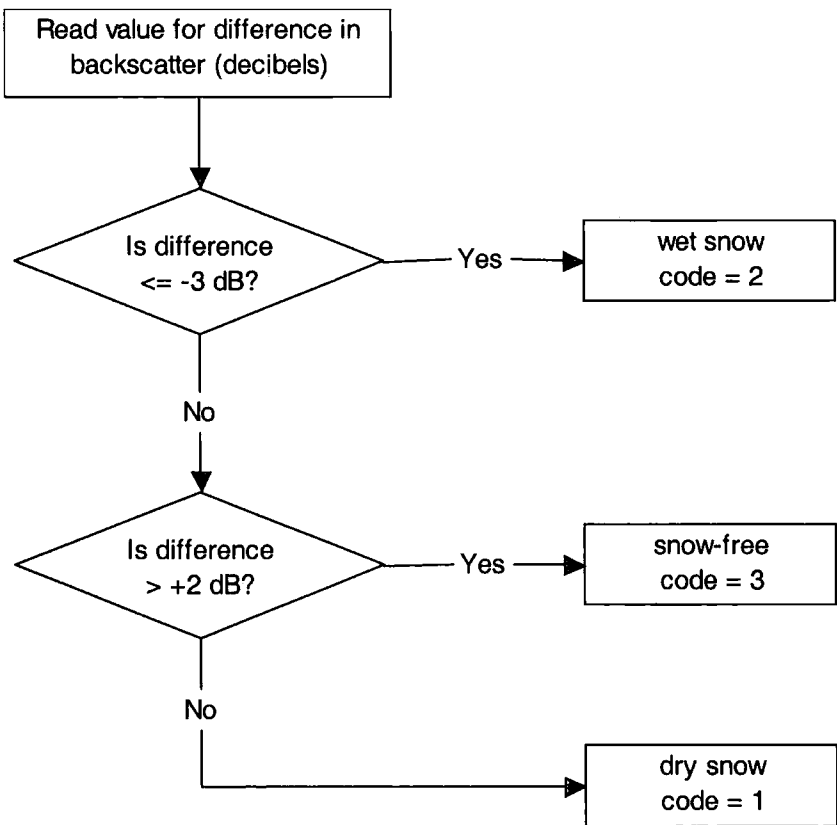 Read value for difference in
backscatter (decibels)
Is difference
<= -3 dB?
Yes
wet snow
code = 2
No
Is difference
> +2 dB?
Yes
snow-free
code = 3
No
dry snow
code = 1